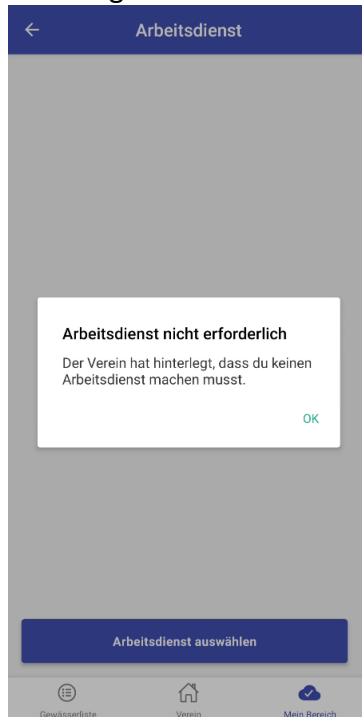 Arbeitsdienst
Arbeitsdienst nicht erforderlich
Der Verein hat hinterlegt, dass du keinen
Arbeitsdienst machen musst.
OK
Arbeitsdienst auswählen
Gewässerliste
Verein
Mein Bereich